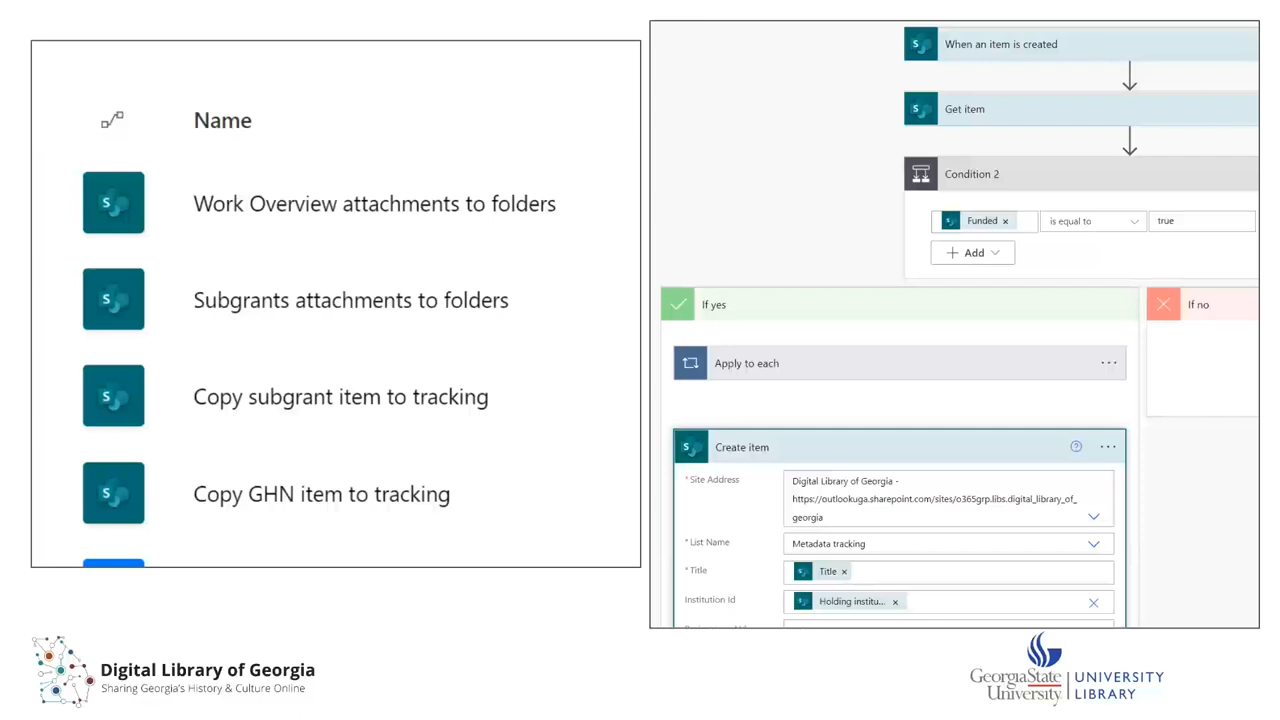 Name
Work Overview attachments to folders
Subgrants attachments to folders
Copy subgrant item to tracking
Copy GHN item to tracking
When an item is created
Get item
Condition 2
Funded × is equal to true
+ Add
If yes
If no
Apply to each
Create item
* Site Address
Digital Library of Georgia -
https://outlookuga.sharepoint.com/sites/o365grp.libs.digital_library_of_
georgia
* List Name Metadata tracking
* Title Title ×
Institution Id Holding institu... ×
Digital Library of Georgia
Sharing Georgia's History & Culture Online
GeorgiaState
University
UNIVERSITY
LIBRARY